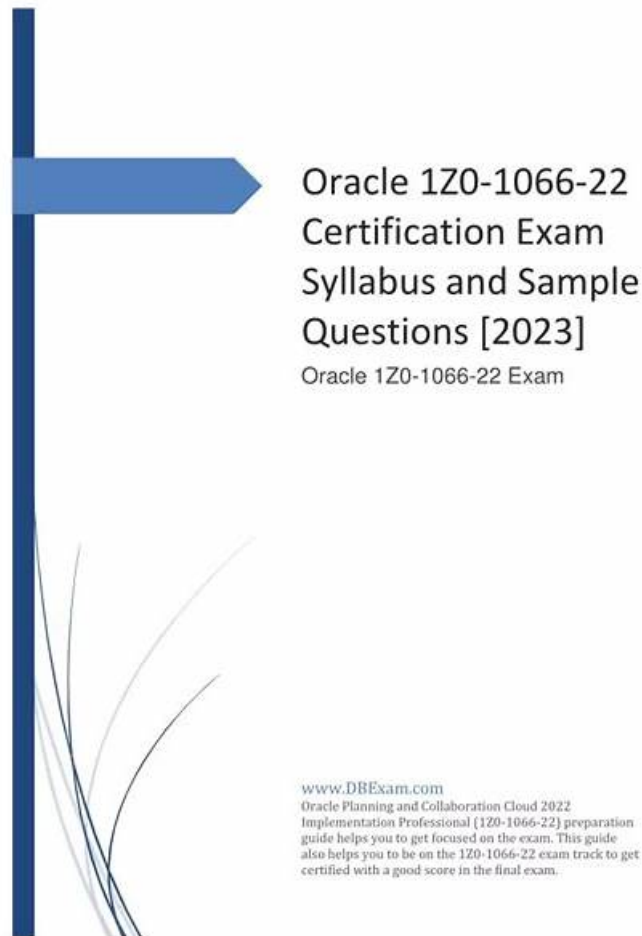 Oracle 1Z0-1066-22
Certification Exam
Syllabus and Sample
Questions [2023]
Oracle 1Z0-1066-22 Exam
www.DBExam.com
Oracle Planning and Collaboration Cloud 2022
Implementation Professional (1Z0-1066-22) preparation
guide helps you to get focused on the exam. This guide
also helps you to be on the 1Z0-1066-22 exam track to get
certified with a good score in the final exam.